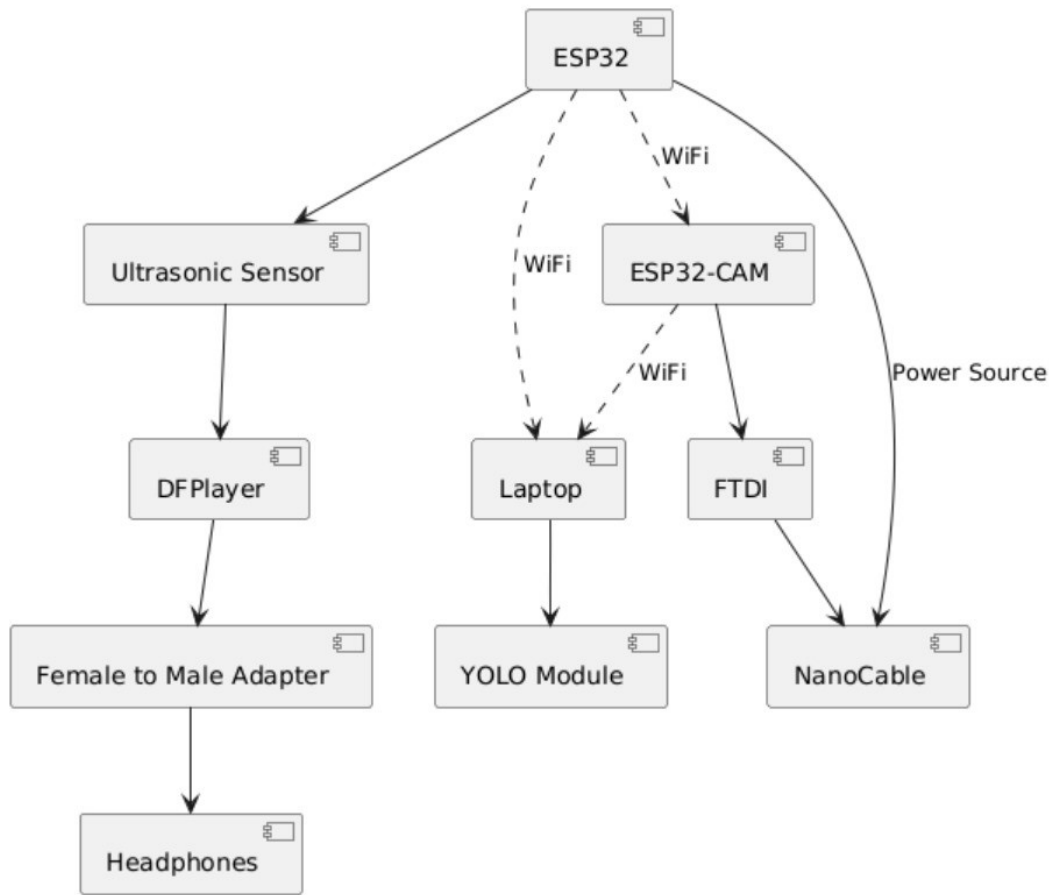 ESP32
WiFi
Ultrasonic Sensor
WiFi
ESP32-CAM
WiFi
Power Source
DFPlayer
Laptop
FTDI
Female to Male Adapter
YOLO Module
NanoCable
Headphones